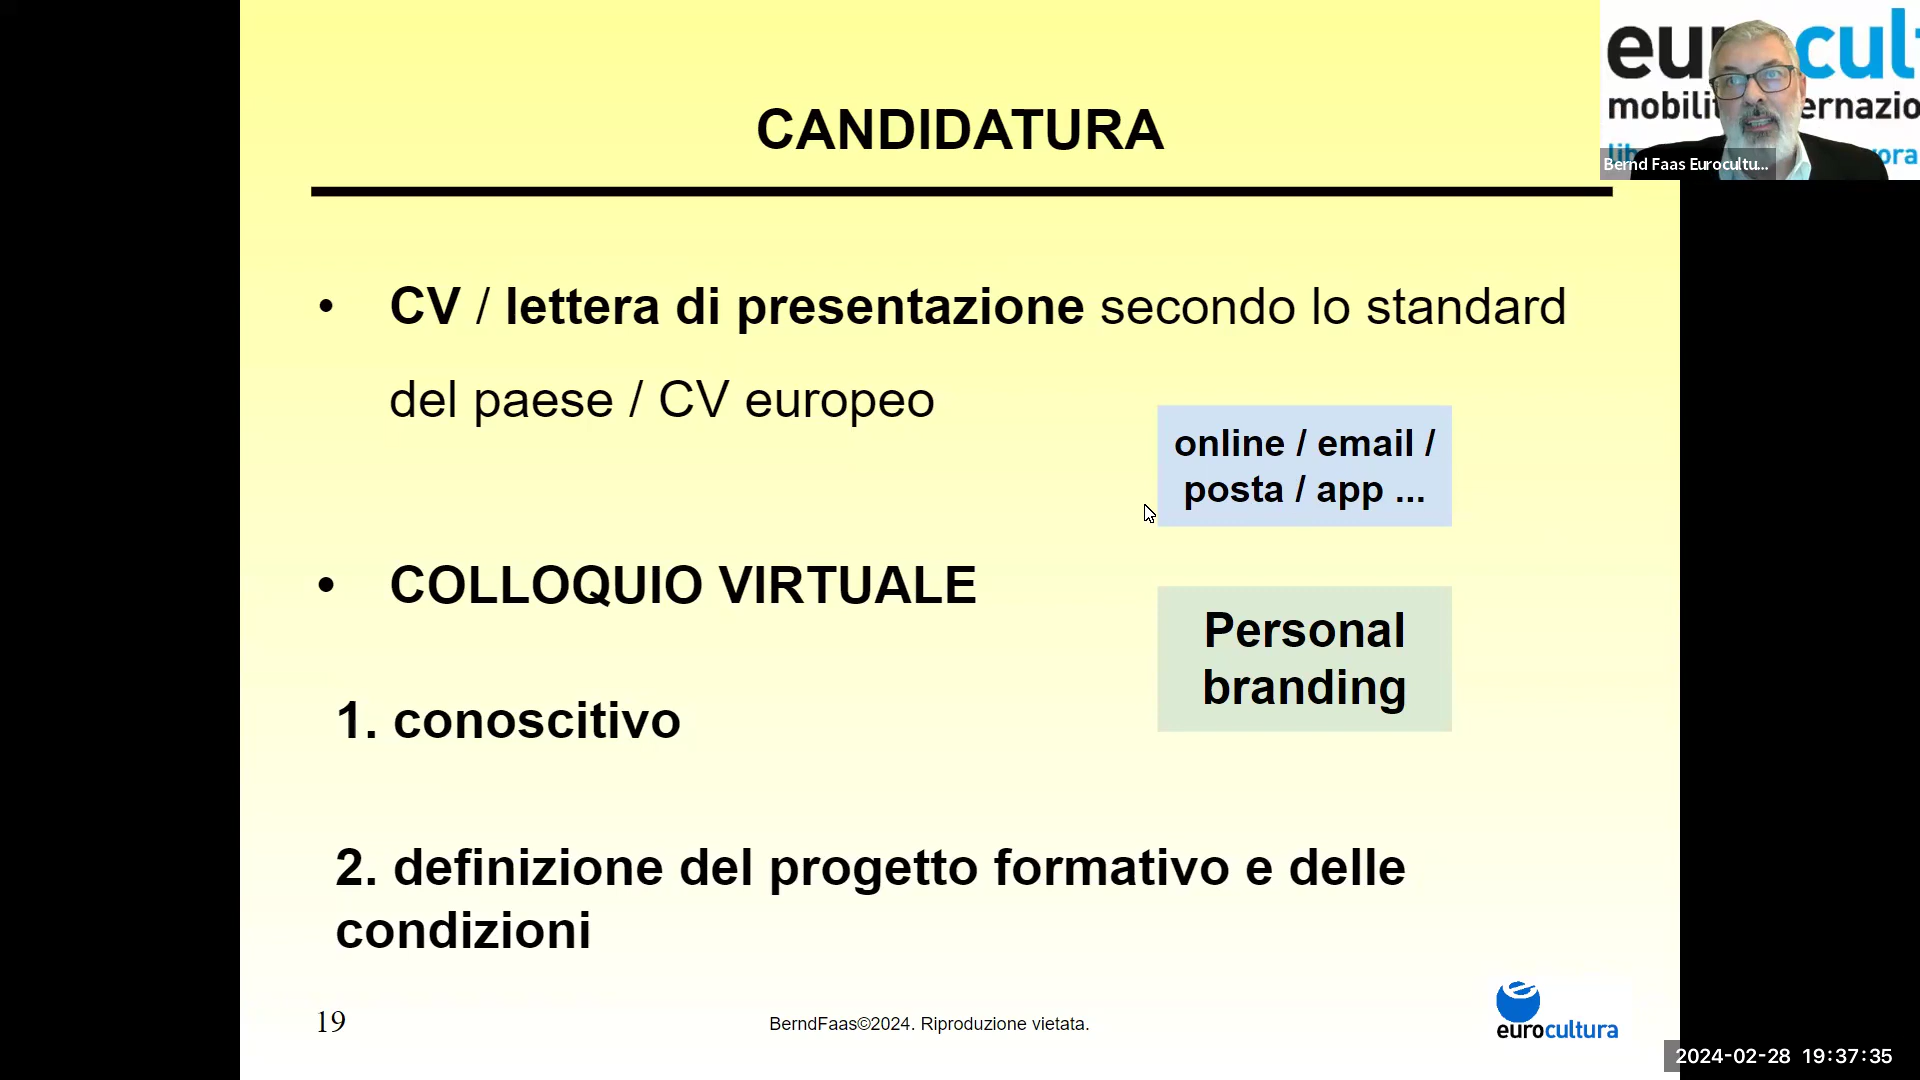 CANDIDATURA
• CV / lettera di presentazione secondo lo standard
del paese / CV europeo
online / email /
posta / app ...
• COLLOQUIO VIRTUALE
Personal
branding
1. conoscitivo
2. definizione del progetto formativo e delle
condizioni
19
BerndFaas©2024. Riproduzione vietata.
eurocultura
Bernd Faas Eurocultu...
2024-02-28 19:37:35